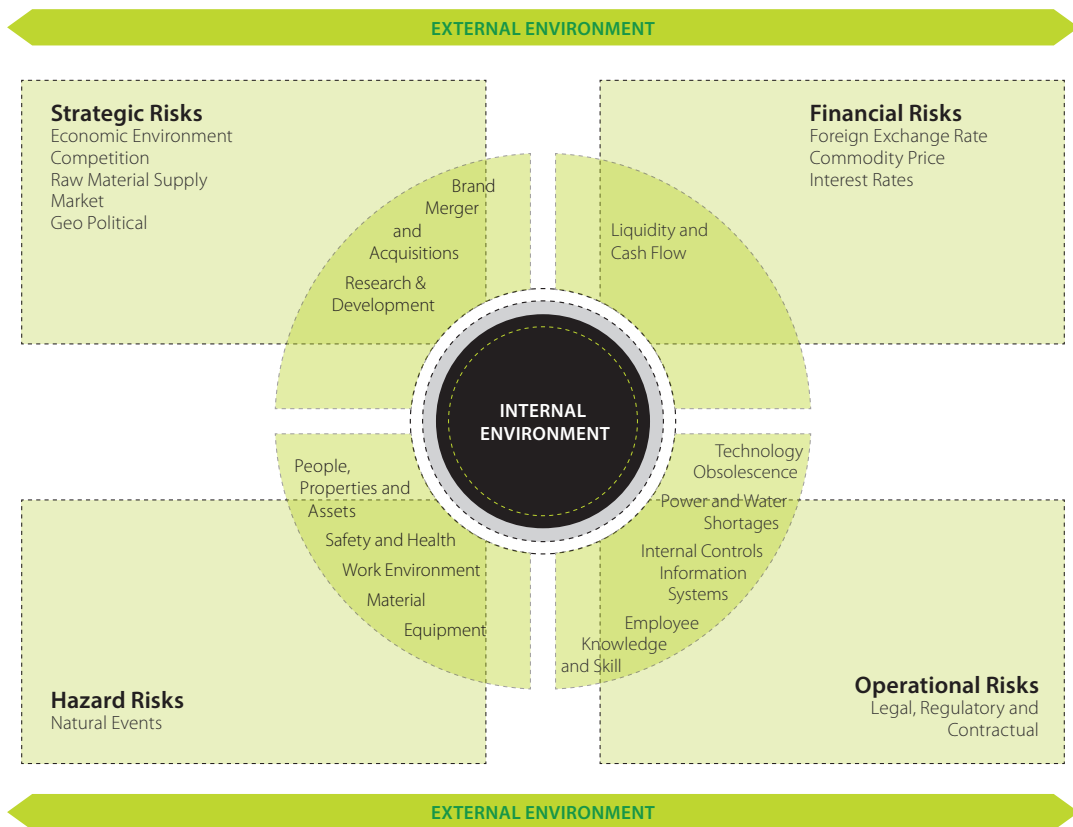 EXTERNAL ENVIRONMENT
Strategic Risks
Economic Environment
Competition
Raw Material Supply
Market
Geo Political
Brand
Merger
and
Acquisitions
Research &
Development
Financial Risks
Foreign Exchange Rate
Commodity Price
Interest Rates
Liquidity and
Cash Flow
INTERNAL
ENVIRONMENT
People,
Properties and
Assets
Safety and Health
Work Environment
Material
Equipment
Hazard Risks
Natural Events
Technology
Obsolescence
Power and Water
Shortages
Internal Controls
Information
Systems
Employee
Knowledge
and Skill
Operational Risks
Legal, Regulatory and
Contractual
EXTERNAL ENVIRONMENT